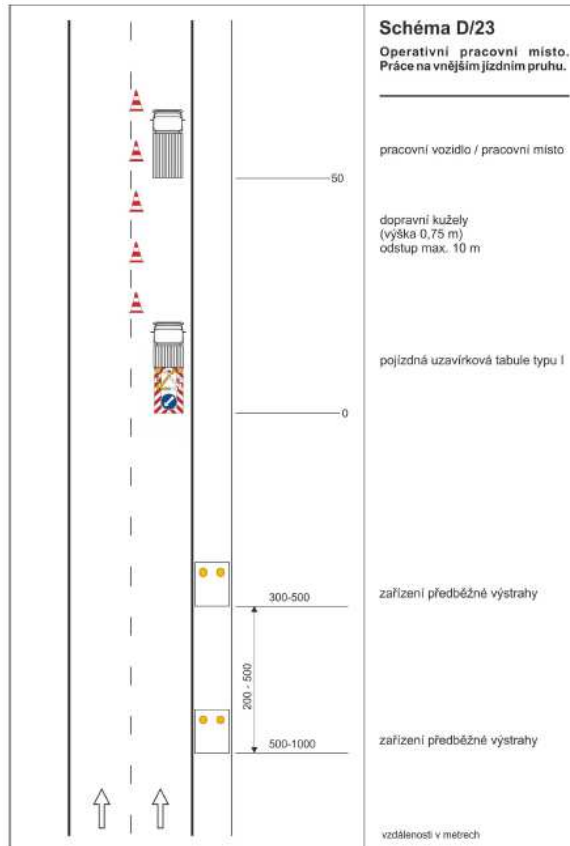 Schéma D/23
Operativní pracovní místo.
Práce na vnějším jízdním pruhu.
pracovní vozidlo / pracovní místo
50
dopravní kužely
(výška 0,75 m)
odstup max. 10 m
pojízdná uzavírková tabule typu I
0
300-500
zařízení předběžné výstrahy
200 - 500
500-1000
zařízení předběžné výstrahy
vzdálenosti v metrech